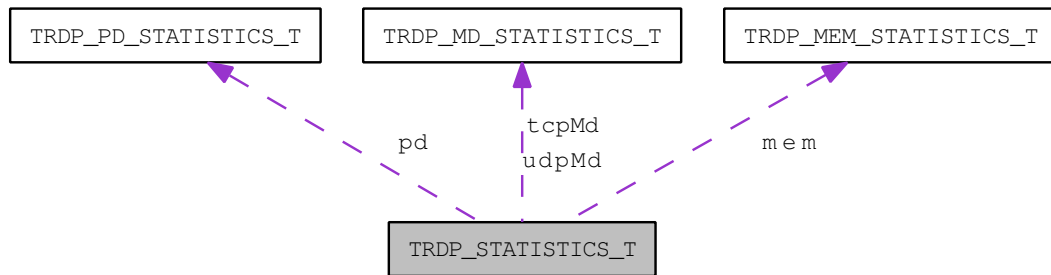 TRDP_PD_STATISTICS_T
TRDP_MD_STATISTICS_T
TRDP_MEM_STATISTICS_T
pd
tcpMd
udpMd
mem
TRDP_STATISTICS_T